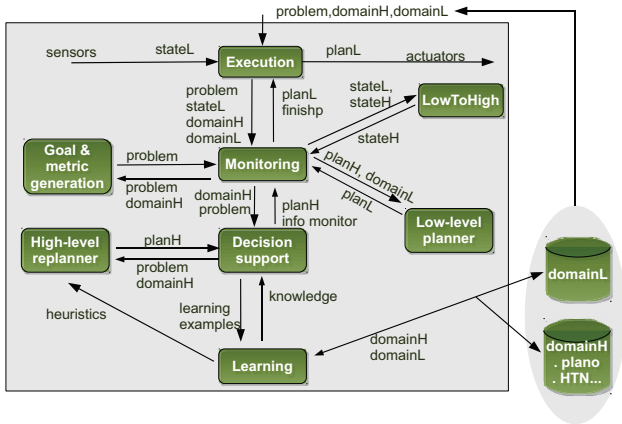 problem,domainH,domainL
sensors
stateL
Execution
planL
actuators
problem
stateL
domainH
domainL
planL
finishp
stateL,
stateH
LowToHigh
stateH
Goal &
metric
generation
problem
problem
domainH
Monitoring
planH, domainL
planL
domainH
problem
planH
info monitor
Low-level
planner
High-level
replanner
planH
problem
domainH
Decision
support
domainL
heuristics
learning
examples
knowledge
domainH
domainL
Learning
domainH
. plano
. HTN...